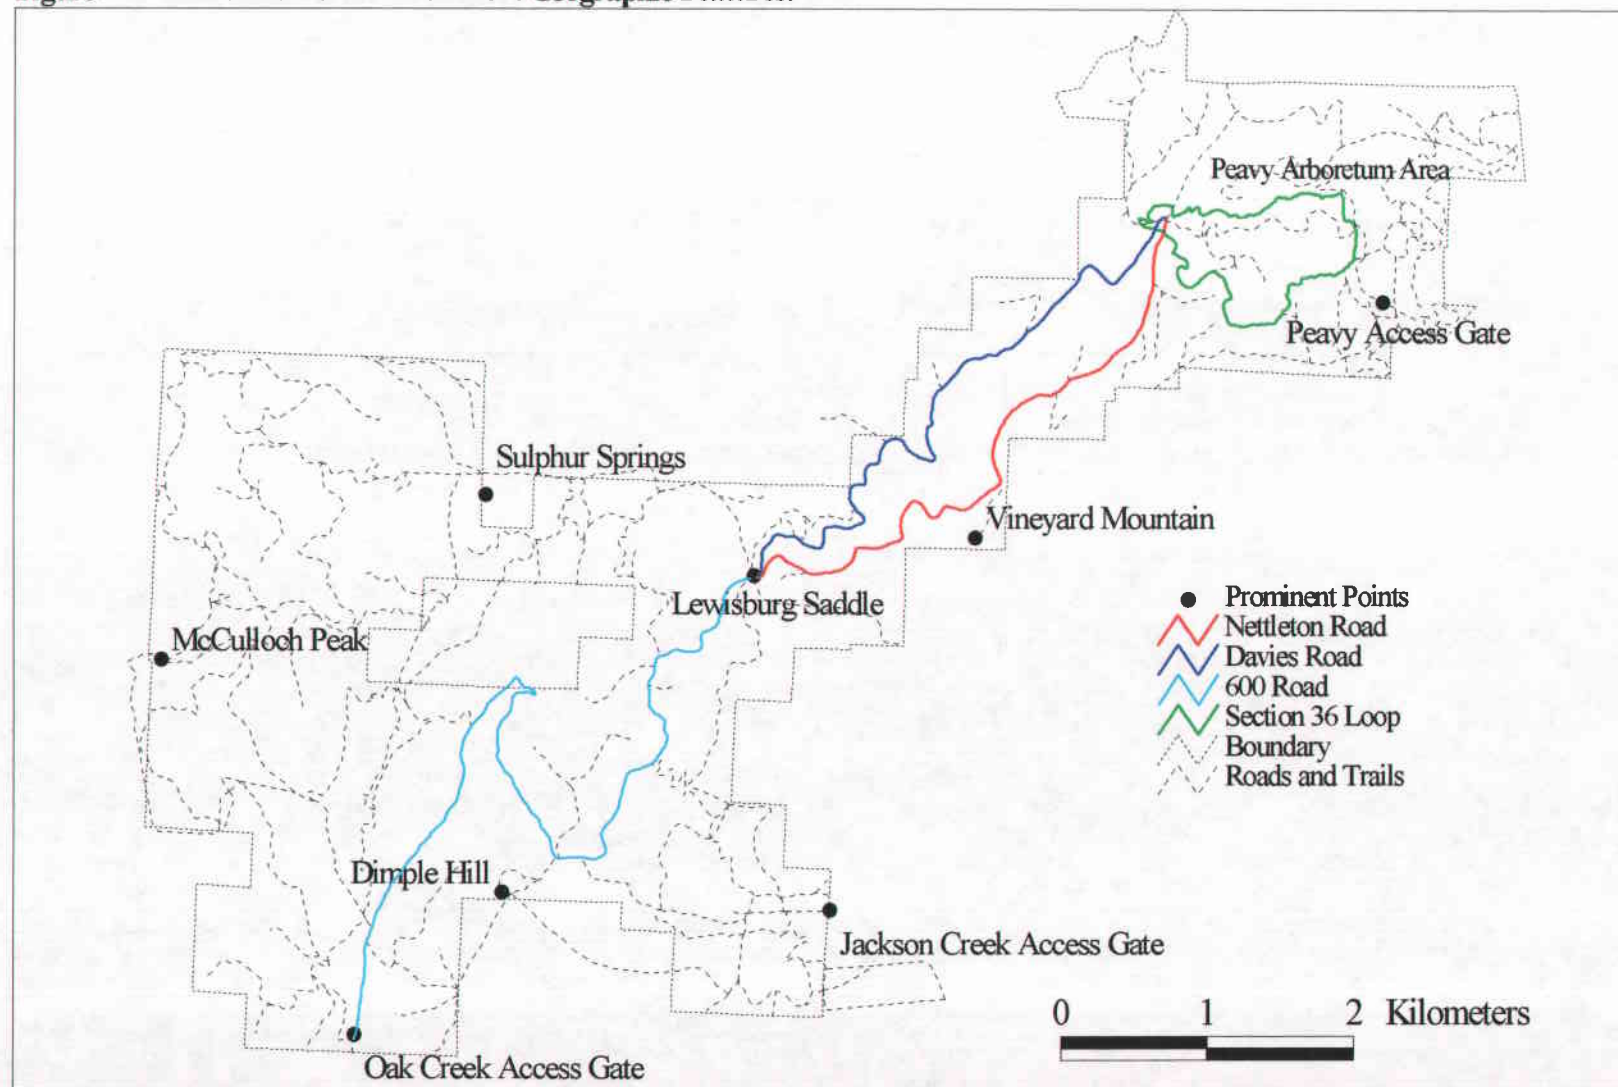 Peavy Arboretum Area
Peavy Access Gate
Sulphur Springs
Vineyard Mountain
Lewisburg Saddle
McCulloch Peak
Prominent Points
Nettleton Road
Davies Road
600 Road
Section 36 Loop
Boundary
Roads and Trails
Dimple Hill
Jackson Creek Access Gate
0 1 2 Kilometers
Oak Creek Access Gate